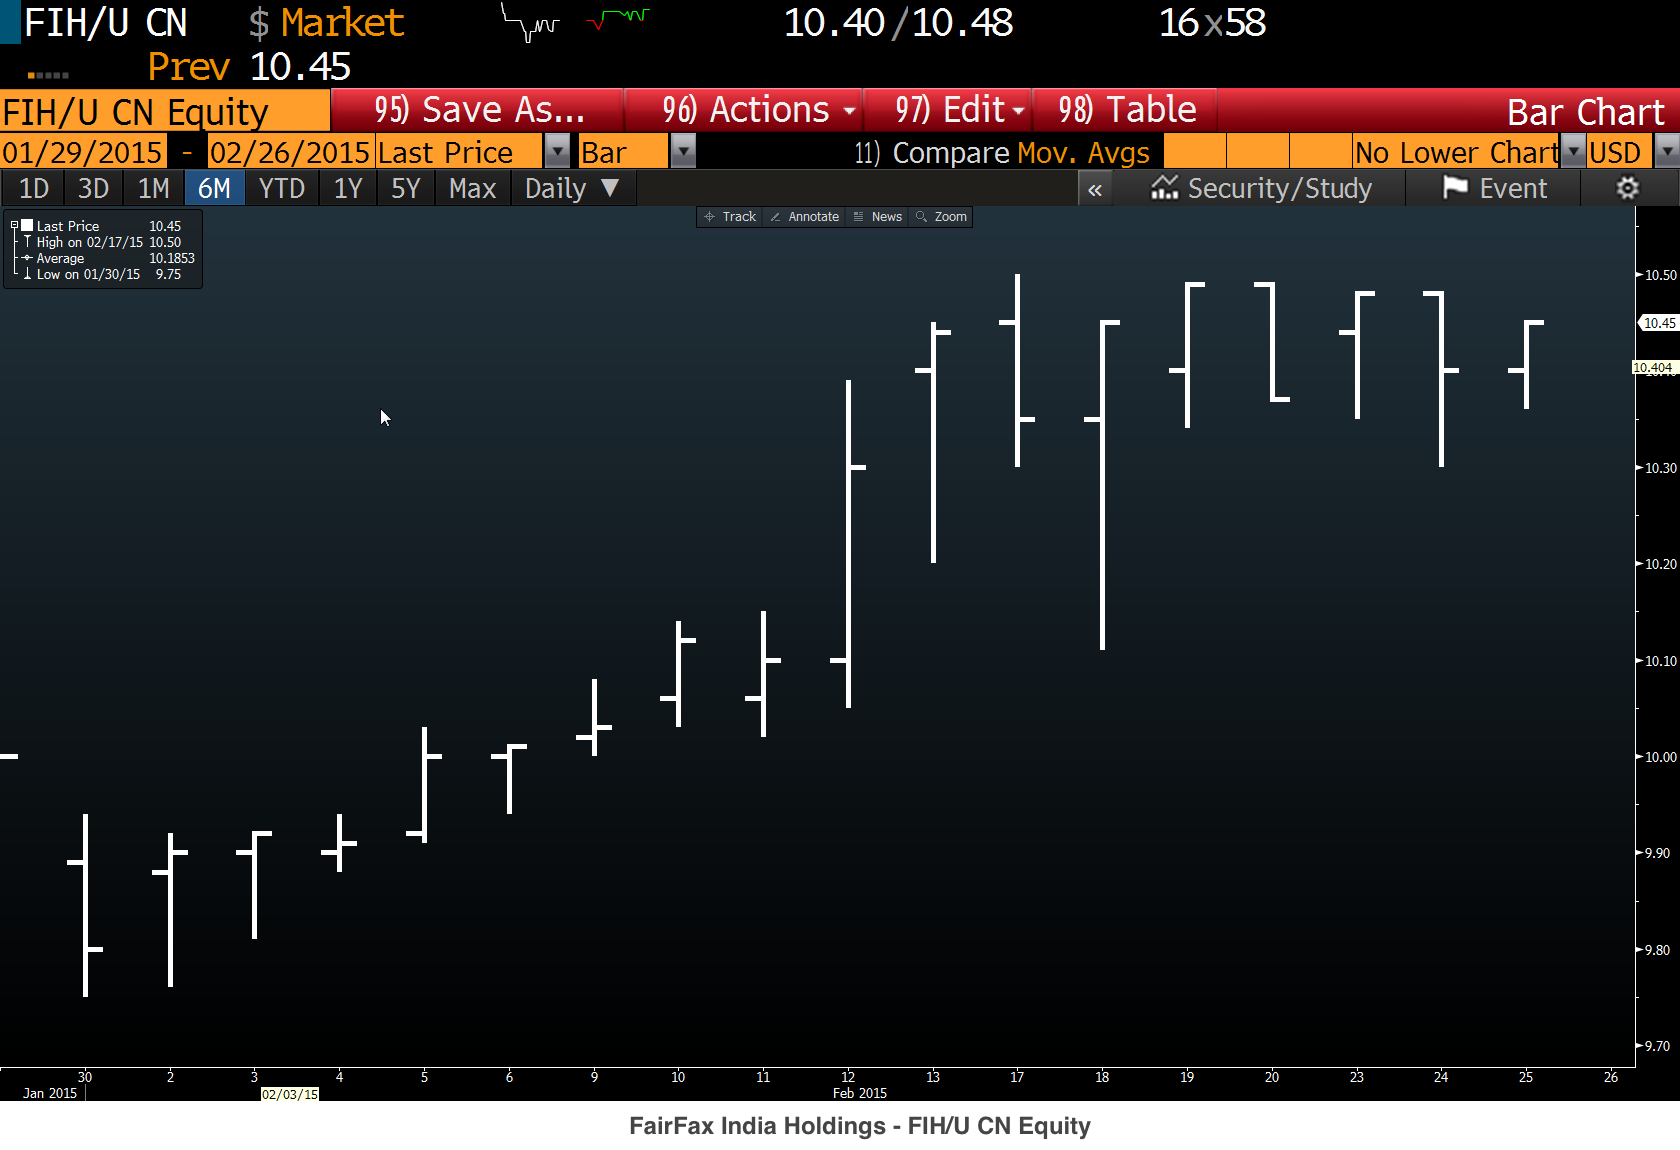 FIH/U CN $ Market 10.40/10.48 16x58
Prev 10.45
FIH/U CN Equity 95) Save As... 96) Actions 97) Edit 98) Table Bar Chart
01/29/2015 - 02/26/2015 Last Price Bar 11) Compare Mov. Avgs No Lower Chart USD
1D 3D 1M 6M YTD 1Y 5Y Max Daily ▼ « Security/Study Event
Track Annotate News Zoom
Last Price 10.45
High on 02/17/15 10.50
Average 10.1853
Low on 01/30/15 9.75
10.50
10.45
10.404
10.30
10.20
10.10
10.00
9.90
9.80
9.70
30 2 3 4 5 6 9 10 11 12 13 17 18 19 20 23 24 25 26
Jan 2015 02/03/15 Feb 2015
FairFax India Holdings - FIH/U CN Equity